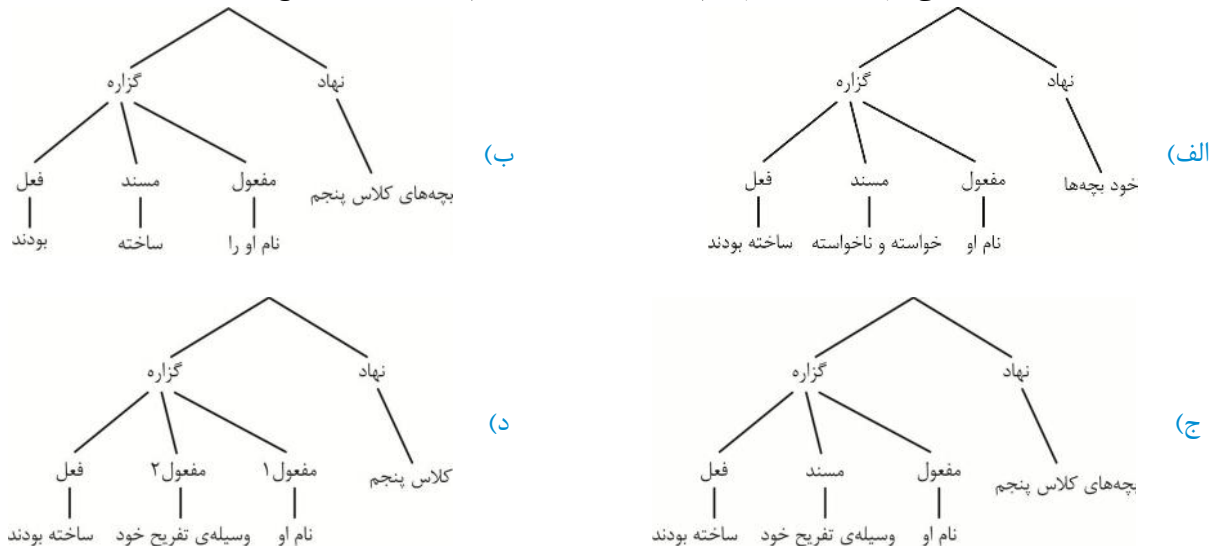 الف)
نهاد گزاره
خود بچه‌ها مفعول مسند فعل
نام او خواسته و ناخواسته ساخته بودند
ب)
نهاد گزاره
بچه‌های کلاس پنجم مفعول مسند فعل
نام او را ساخته بودند
ج)
نهاد گزاره
بچه‌های کلاس پنجم مفعول مسند فعل
نام او وسیله‌ی تفریح خود ساخته بودند
د)
نهاد گزاره
کلاس پنجم مفعول۱ مفعول۲ فعل
نام او وسیله‌ی تفریح خود ساخته بودند